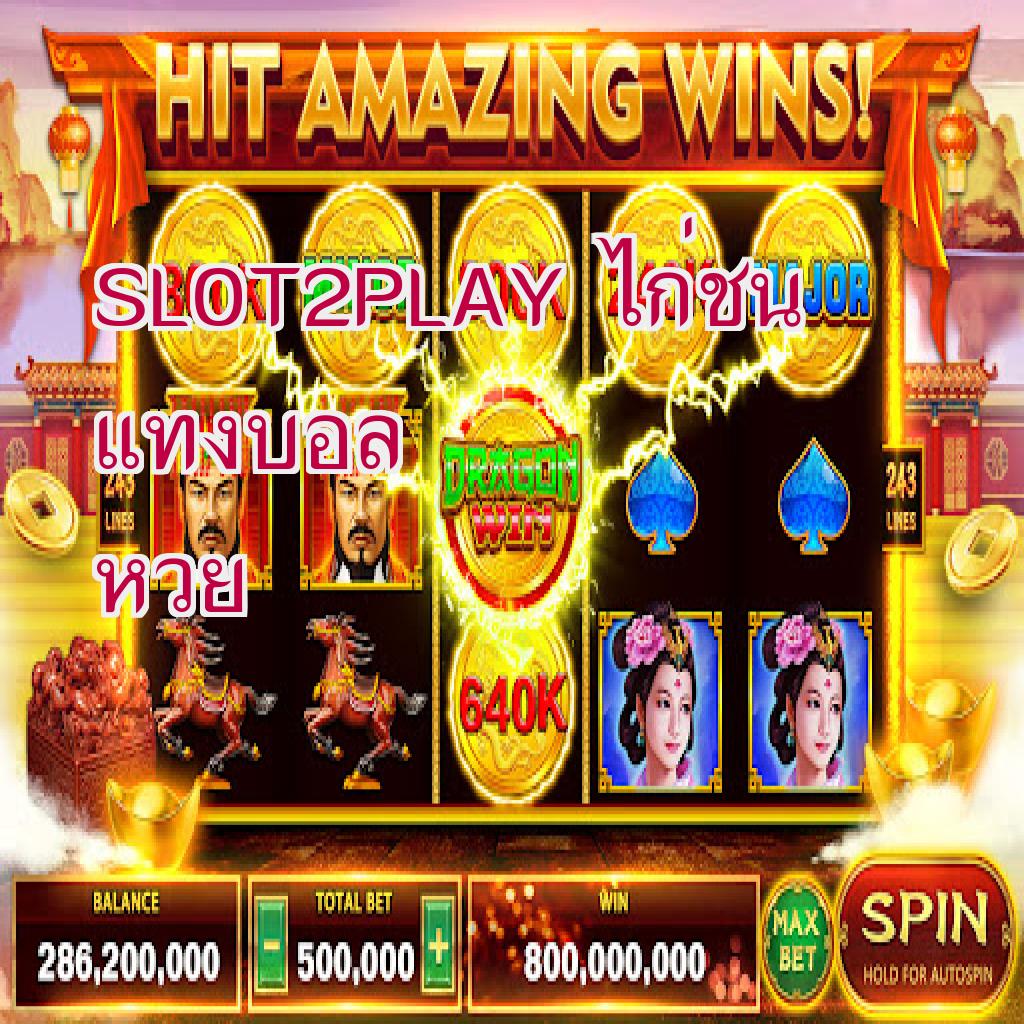 HIT AMAZING WINS!
SLOT2PLAY ไก่ชน
MAJOR
แทงบอล
DRAGON
WIN
243
LINES
243
LINES
หวย
640K
BALANCE
286,200,000
TOTAL BET
- 500,000 +
WIN
800,000,000
MAX
BET
SPIN
HOLD FOR AUTOSPIN